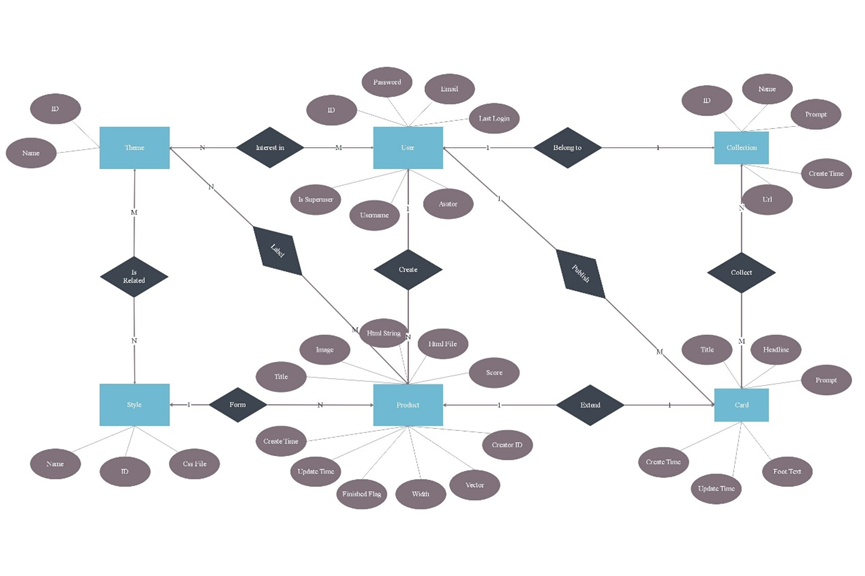 Password
Email
Name
ID
ID
ID
Last Login
Prompt
Theme
N
Interest in
M
User
1
Belong to
1
Collection
Name
Create Time
N
Is Superuser
Username
Avator
1
1
Url
N
M
Label
Create
Publish
Is
Related
Collect
N
M
Html String
N
Html File
M
M
Image
Title
Headline
Title
Score
Prompt
Style
1
Form
N
Product
1
Extend
1
Card
Create Time
Creator ID
Name
ID
Css File
Update Time
Vector
Finished Flag
Width
Create Time
Update Time
Foot Text